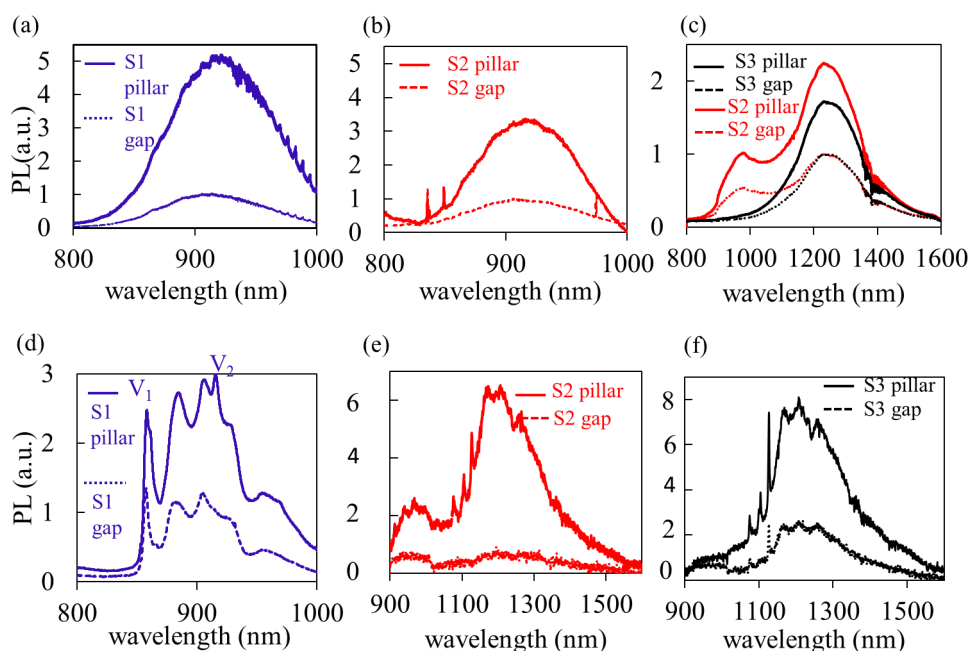 (a)
S1
pillar
S1
gap
5
4
3
2
1
0
PL(a.u.)
800 900 1000
wavelength (nm)
(b)
S2 pillar
S2 gap
5
4
3
2
1
0
800 900 1000
wavelength (nm)
(c)
S3 pillar
S3 gap
S2 pillar
S2 gap
2
1
0
800 1000 1200 1400 1600
wavelength (nm)
(d)
V1
V2
S1
pillar
S1
gap
3
2
1
0
PL (a.u.)
800 900 1000
wavelength (nm)
(e)
S2 pillar
S2 gap
6
4
2
0
900 1100 1300 1500
wavelength (nm)
(f)
S3 pillar
S3 gap
8
6
4
2
0
900 1100 1300 1500
wavelength (nm)